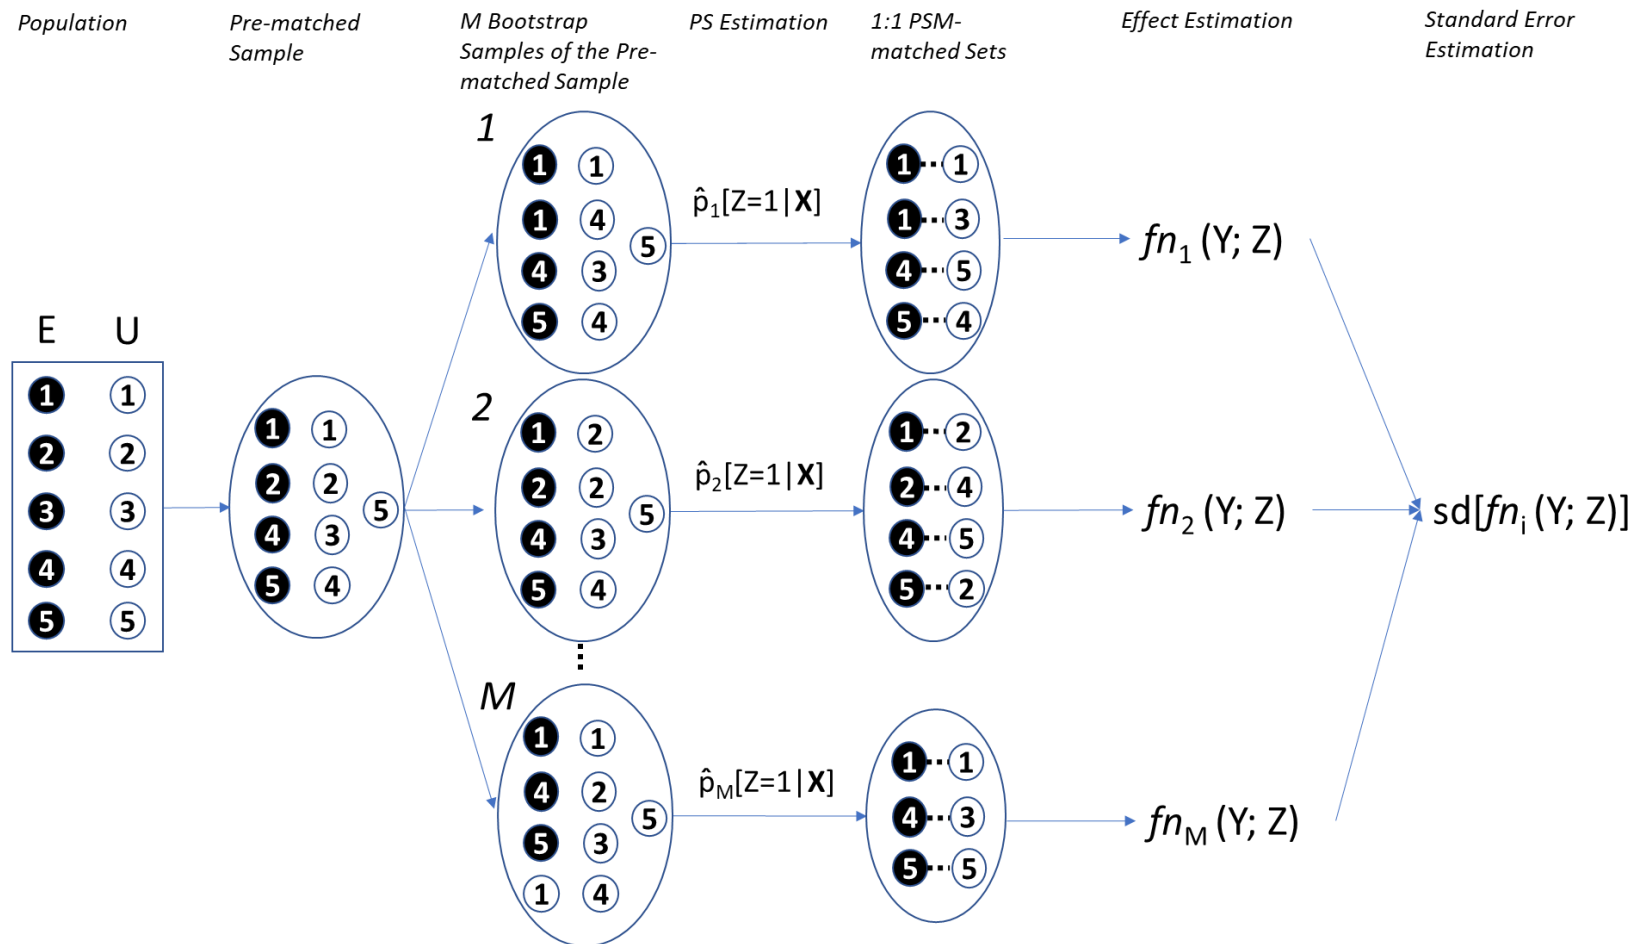 Population
Pre-matched
Sample
M Bootstrap
Samples of the Pre-
matched Sample
PS Estimation
1:1 PSM-
matched Sets
Effect Estimation
Standard Error
Estimation
E U
1 1
2 2
3 3
4 4
5 5
1 1
2 2
5
4 3
5 4
1
1 1
1 4
5
4 3
5 4
p̂₁[Z=1|X]
1 1
1 3
4 5
5 4
fn₁ (Y; Z)
2
1 2
2 2
5
4 3
5 4
p̂₂[Z=1|X]
1 2
2 4
4 5
5 2
fn₂ (Y; Z)
M
1 1
4 2
5
5 3
1 4
p̂M[Z=1|X]
1 1
4 3
5 5
fnM (Y; Z)
sd[fnᵢ (Y; Z)]